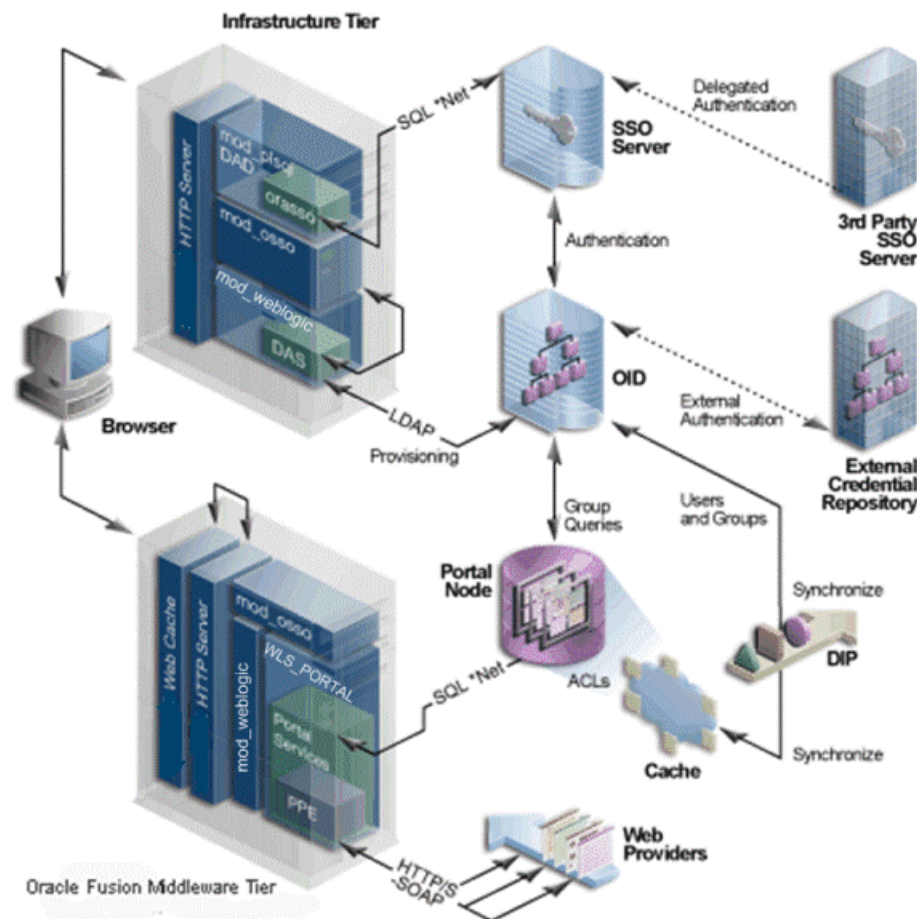 Infrastructure Tier
HTTP Server
mod_plsql
DAD
orasso
mod_osso
mod_weblogic
DAS
SQL *Net
SSO
Server
Delegated
Authentication
3rd Party
SSO
Server
Authentication
OID
External
Authentication
External
Credential
Repository
Browser
LDAP
Provisioning
Group
Queries
Users
and Groups
Portal
Node
Synchronize
DIP
ACLs
Cache
Synchronize
Web Cache
HTTP Server
mod_weblogic
mod_osso
WLS_PORTAL
Portal
Services
PPE
SQL *Net
HTTP/S
-SOAP
Web
Providers
Oracle Fusion Middleware Tier